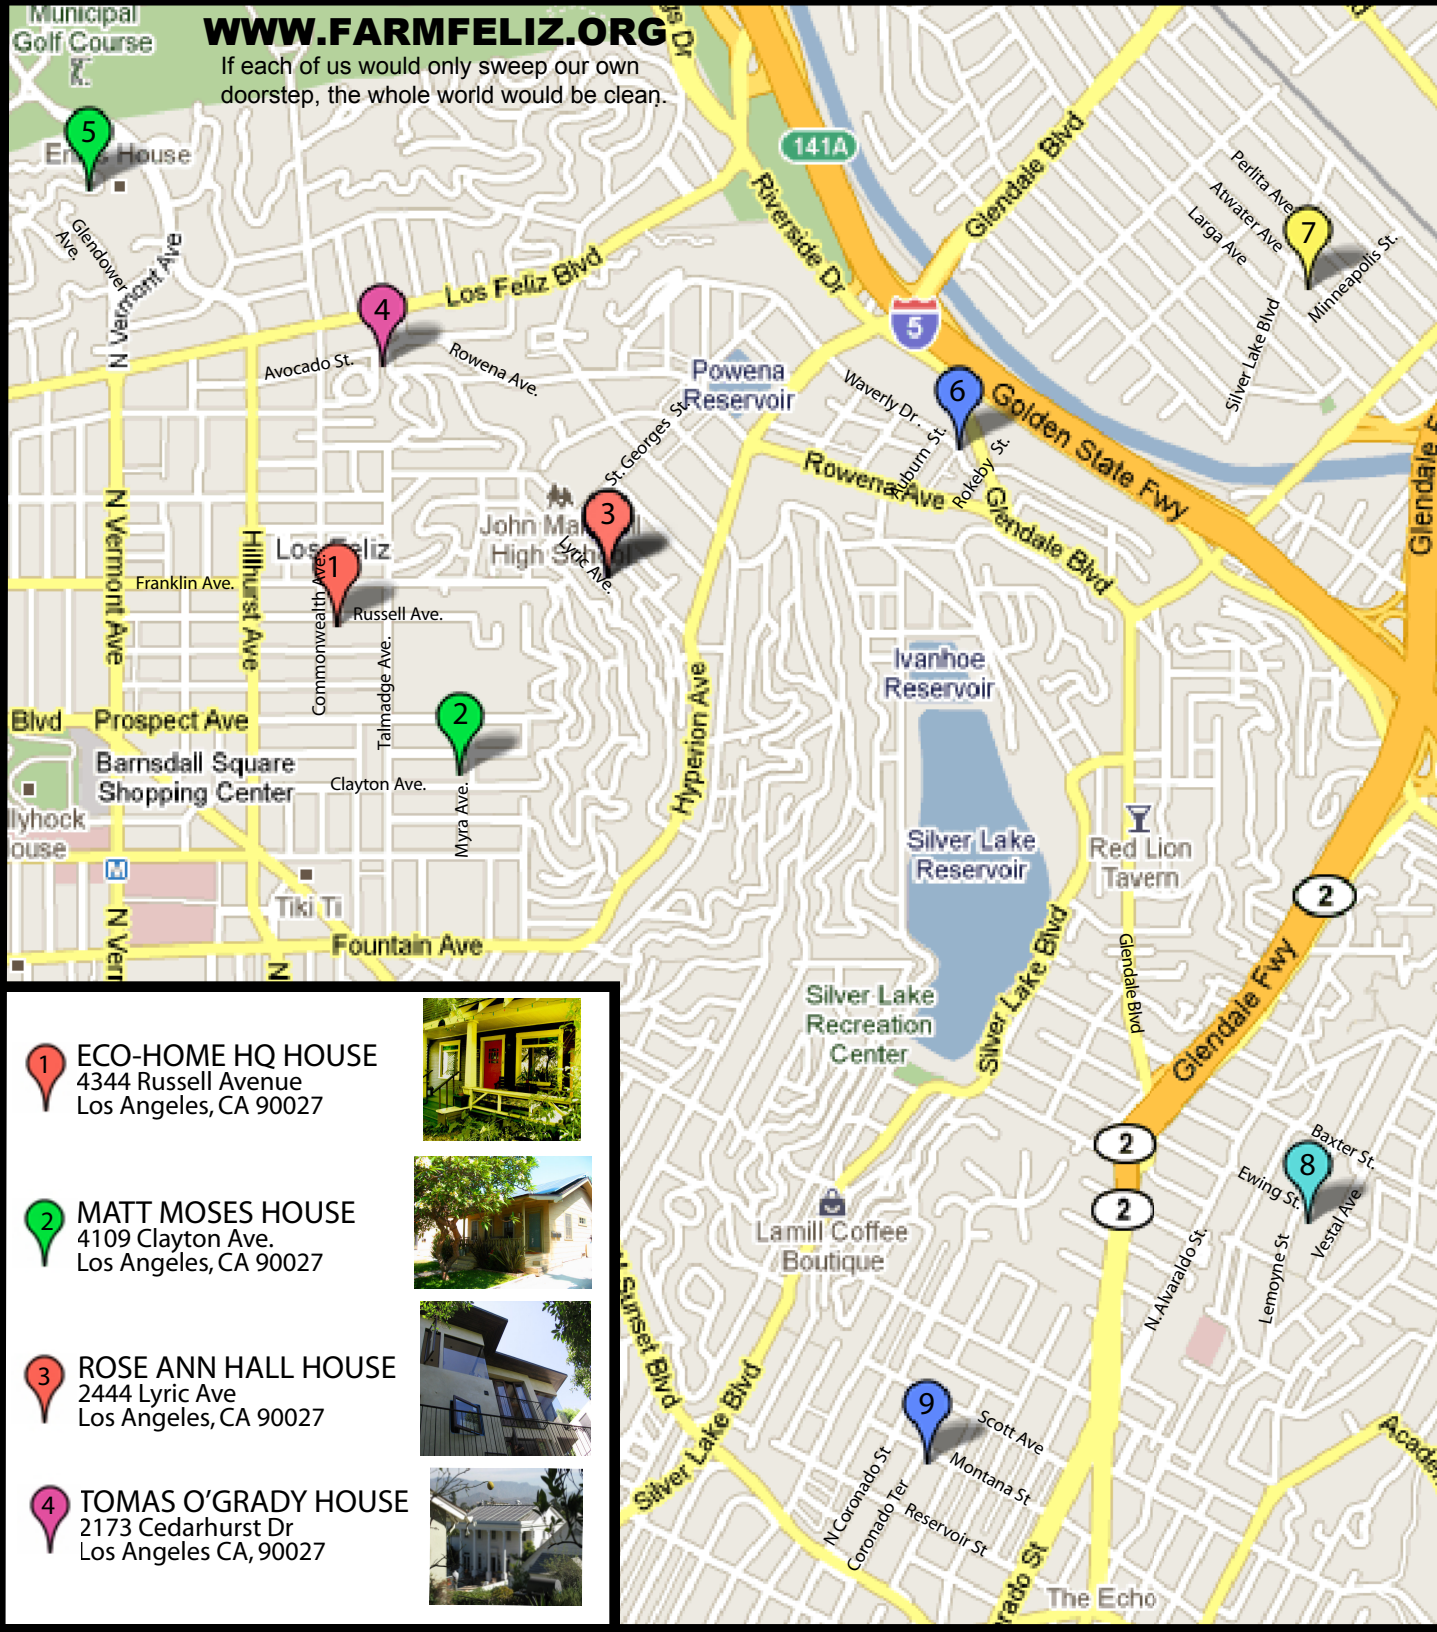 Municipal
Golf Course
WWW.FARMFELIZ.ORG
If each of us would only sweep our own
doorstep, the whole world would be clean.
5
House
Glendower
Ave.
N Vermont Ave
141A
Riverside Dr
Glendale Blvd
Perlita Ave
Atwater Ave
Larga Ave
7
Minneapolis St.
Silver Lake Blvd
4
Los Feliz Blvd
Avocado St.
Rowena Ave.
5
Powena
Reservoir
Waverly Dr.
6
Golden State Fwy
St. Georges St.
Rowena Ave
Auburn St.
Rokeby St.
Glendale Blvd
Glendale F
N Vermont Ave
Hillhurst Ave
Los Feliz
1
Franklin Ave.
Commonwealth Ave.
Russell Ave.
Talmadge Ave.
3
High School
Lyric Ave.
Hyperion Ave
Ivanhoe
Reservoir
Blvd
Prospect Ave
2
Barnsdall Square
Shopping Center
Clayton Ave.
Myra Ave.
llyhock
ouse
M
Silver Lake
Reservoir
Red Lion
Tavern
2
Tiki Ti
N Verr
Fountain Ave
N
Silver Lake Blvd
Glendale Blvd
Glendale Fwy
Silver Lake
Recreation
Center
2
2
Baxter St.
8
Ewing St.
Vestal Ave
Lemoyne St
N. Alvaraldo St.
Lamill Coffee
Boutique
Sunset Blvd
Silver Lake Blvd
9
Scott Ave
Montana St
Reservoir St
N Coronado St
Coronado Ter
Acade
rado St
The Echo
1
ECO-HOME HQ HOUSE
4344 Russell Avenue
Los Angeles, CA 90027
2
MATT MOSES HOUSE
4109 Clayton Ave.
Los Angeles, CA 90027
3
ROSE ANN HALL HOUSE
2444 Lyric Ave
Los Angeles, CA 90027
4
TOMAS O'GRADY HOUSE
2173 Cedarhurst Dr
Los Angeles CA, 90027